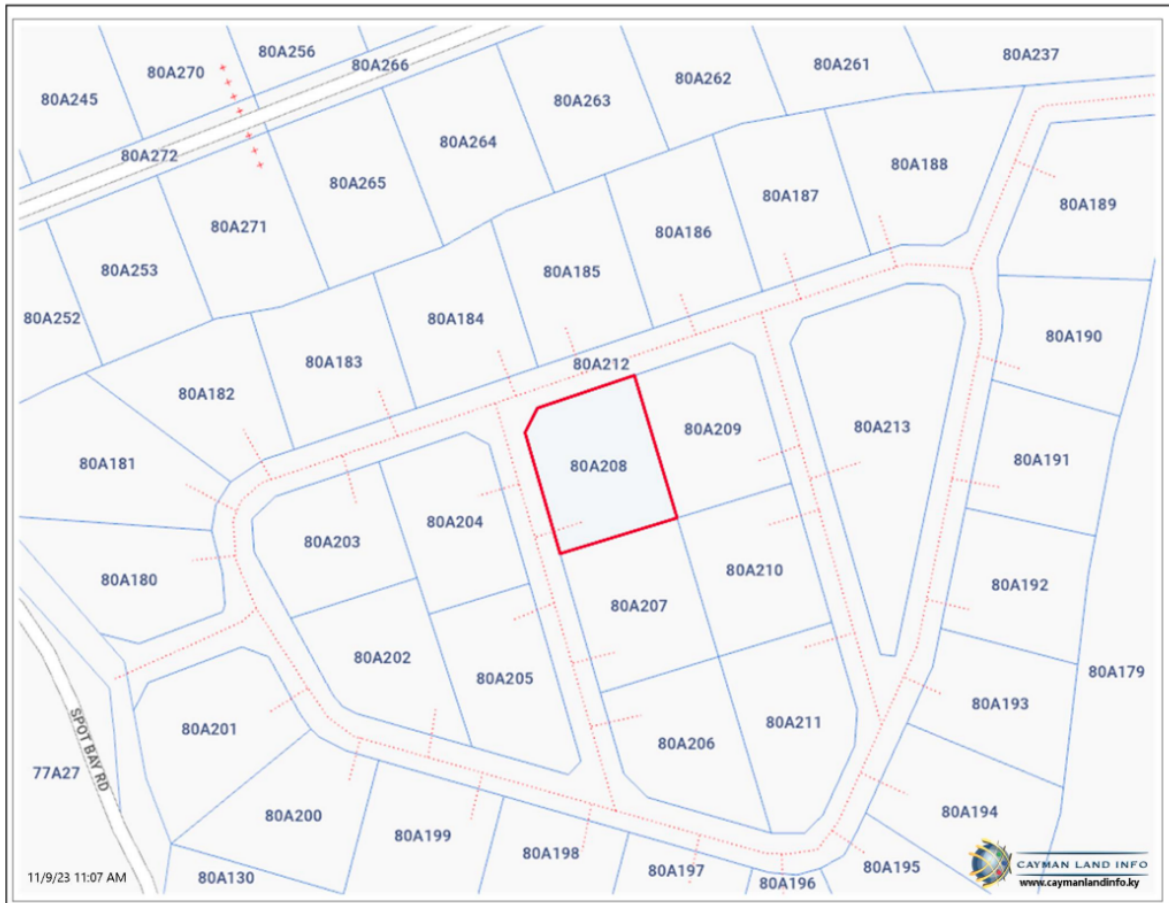 80A256
80A270
80A266
80A245
80A262
80A261
80A237
80A263
80A264
80A272
80A265
80A188
80A187
80A189
80A271
80A186
80A253
80A185
80A252
80A184
80A190
80A183
80A212
80A182
80A209
80A213
80A181
80A208
80A191
80A204
80A203
80A180
80A210
80A192
80A207
80A202
80A205
80A179
80A193
80A201
80A211
80A206
SPOT BAY RD
77A27
80A200
80A194
80A199
80A198
80A197
80A195
80A196
80A130
11/9/23 11:07 AM
CAYMAN LAND INFO
www.caymanlandinfo.ky